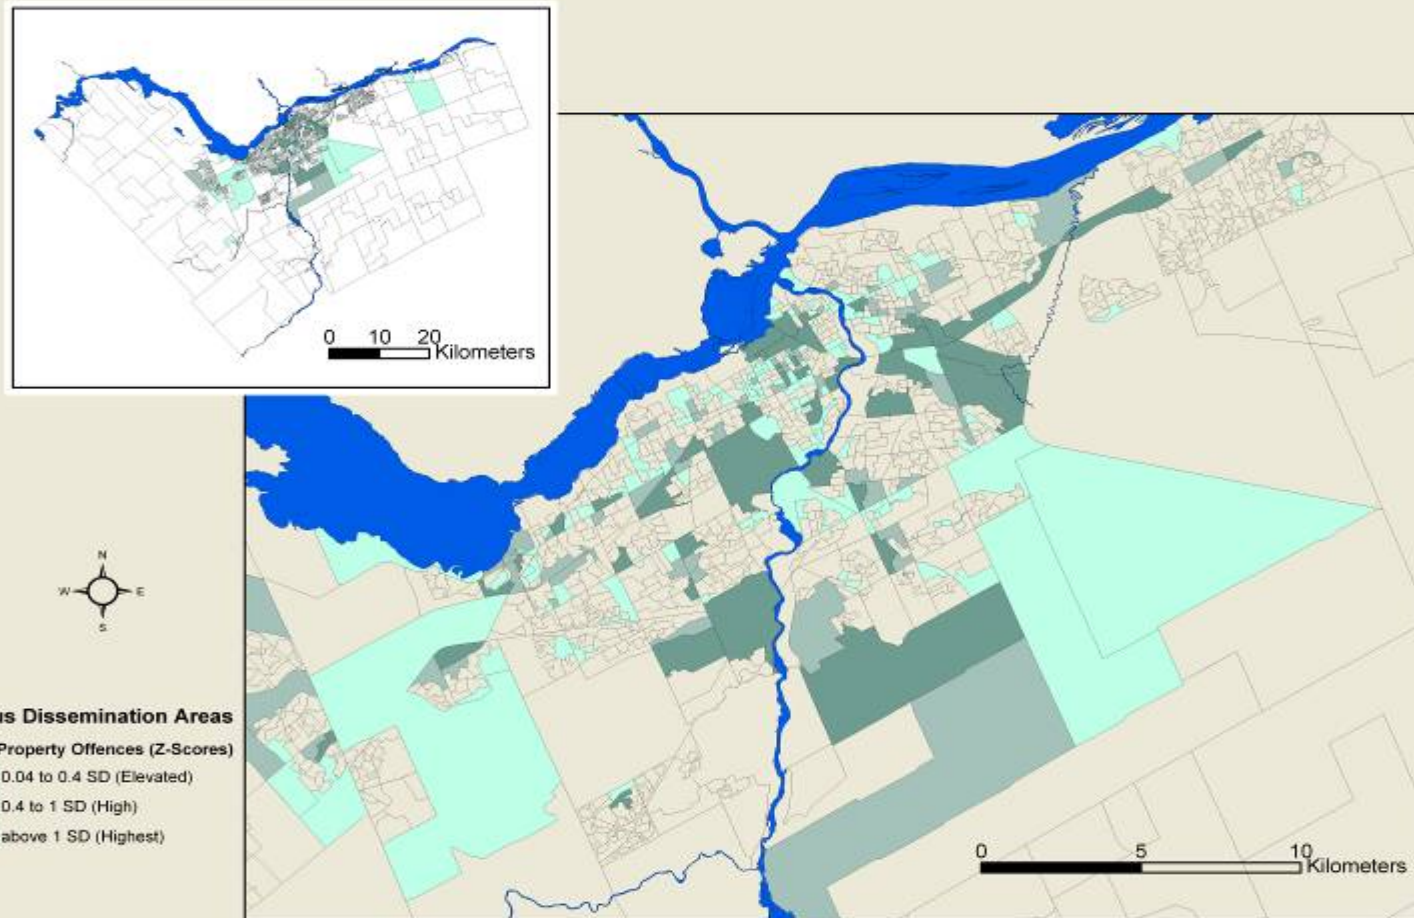 0 10 20
Kilometers
N
W E
S
us Dissemination Areas
Property Offences (Z-Scores)
0.04 to 0.4 SD (Elevated)
0.4 to 1 SD (High)
above 1 SD (Highest)
0 5 10
Kilometers